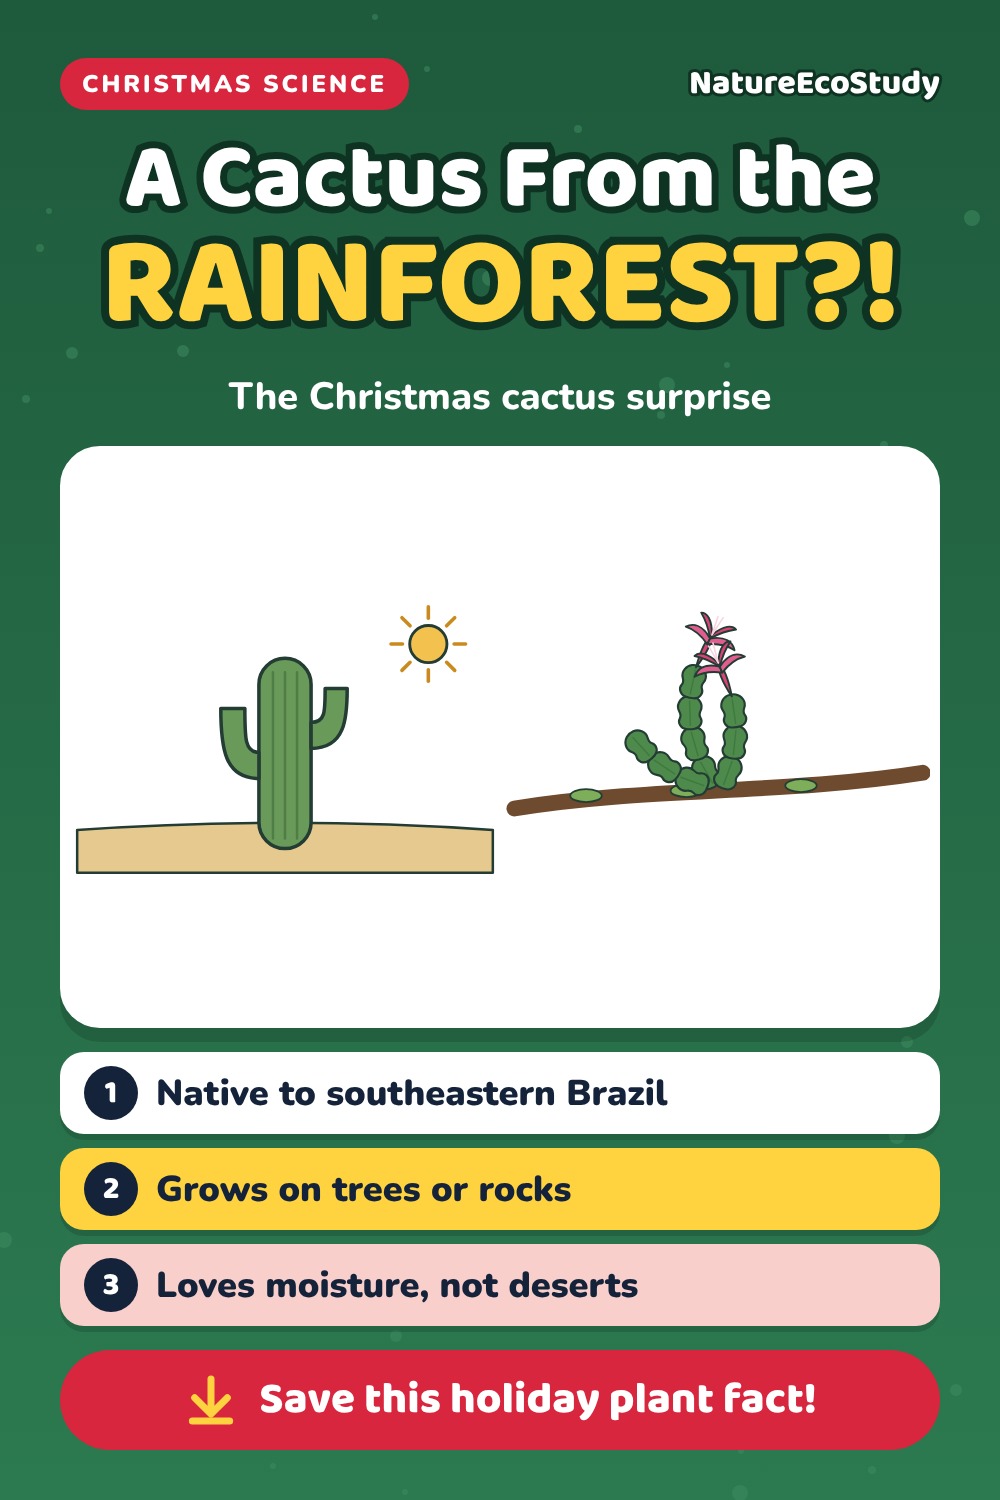 CHRISTMAS SCIENCE
NatureEcoStudy
A Cactus From the
RAINFOREST?!
The Christmas cactus surprise
1 Native to southeastern Brazil
2 Grows on trees or rocks
3 Loves moisture, not deserts
Save this holiday plant fact!